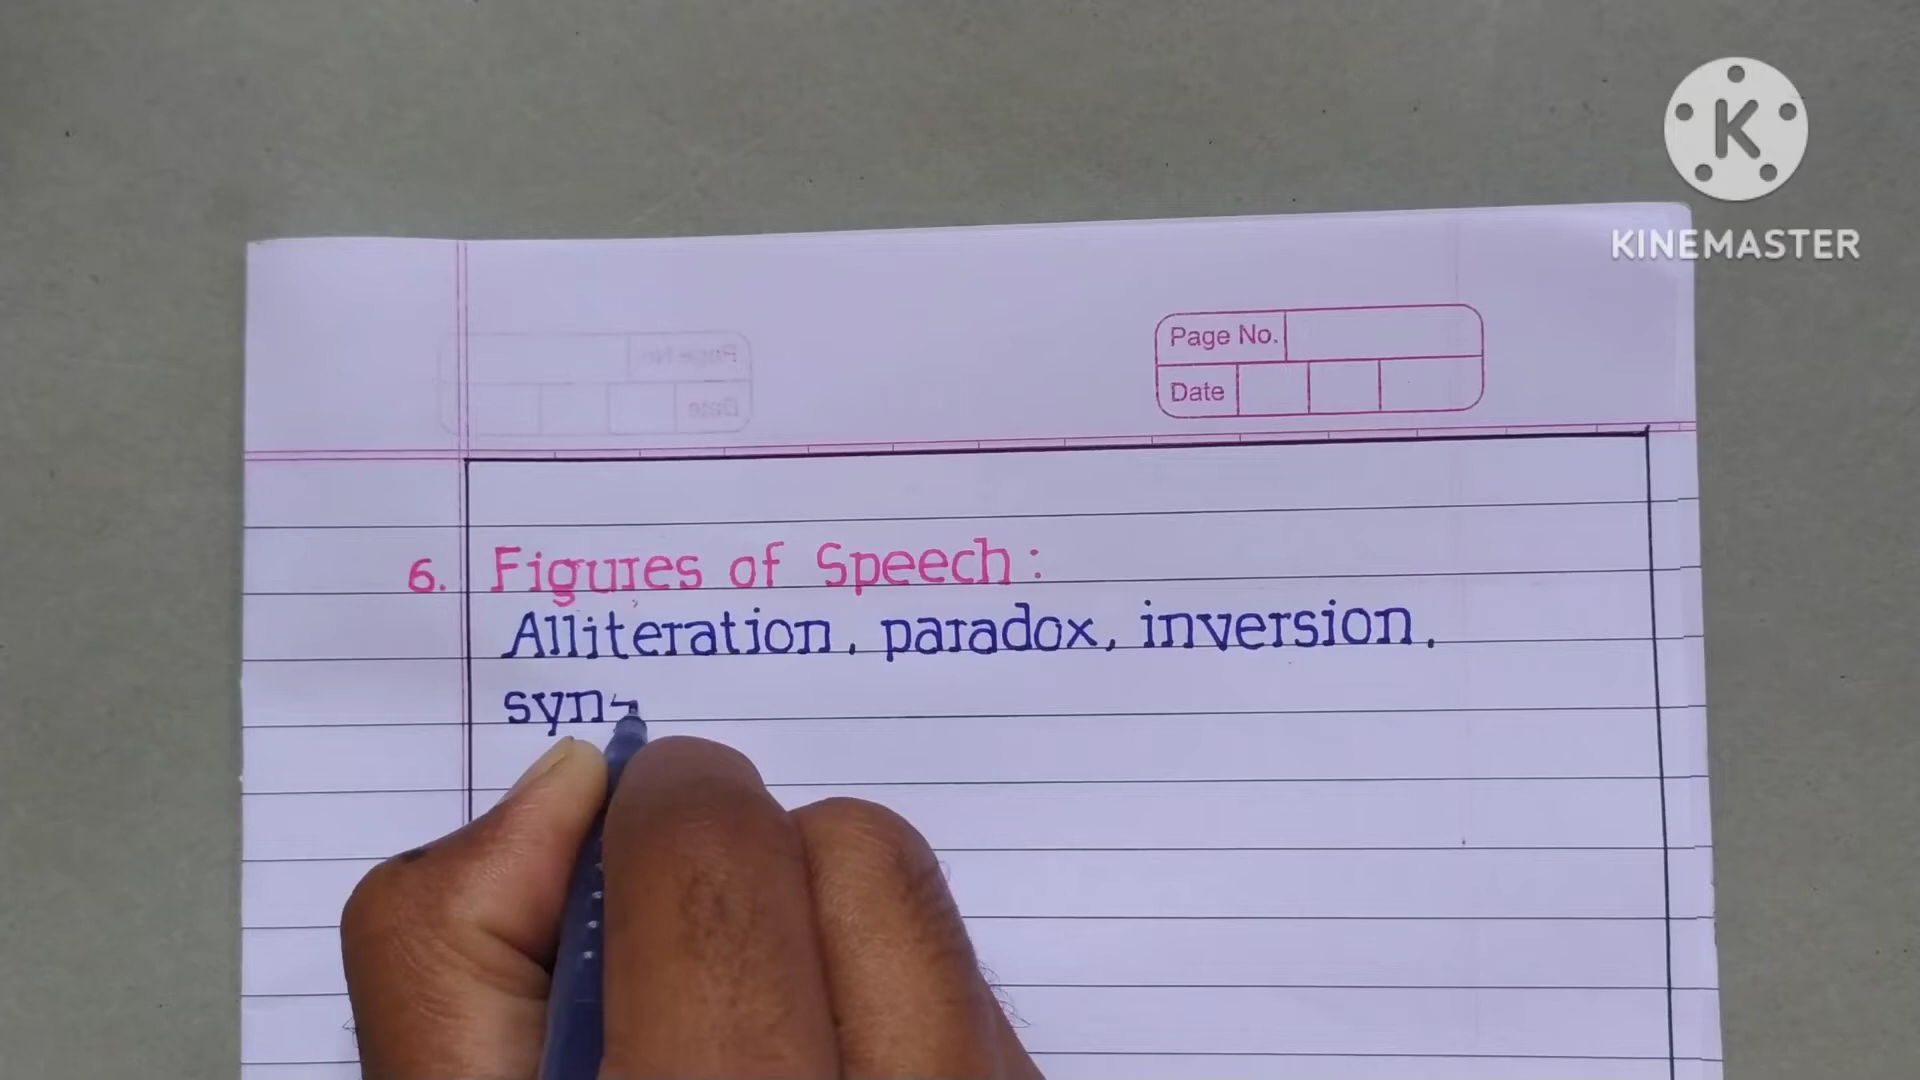 K
KINEMASTER
Page No.
Date
6. Figures of Speech :
Alliteration, paradox, inversion,
syn